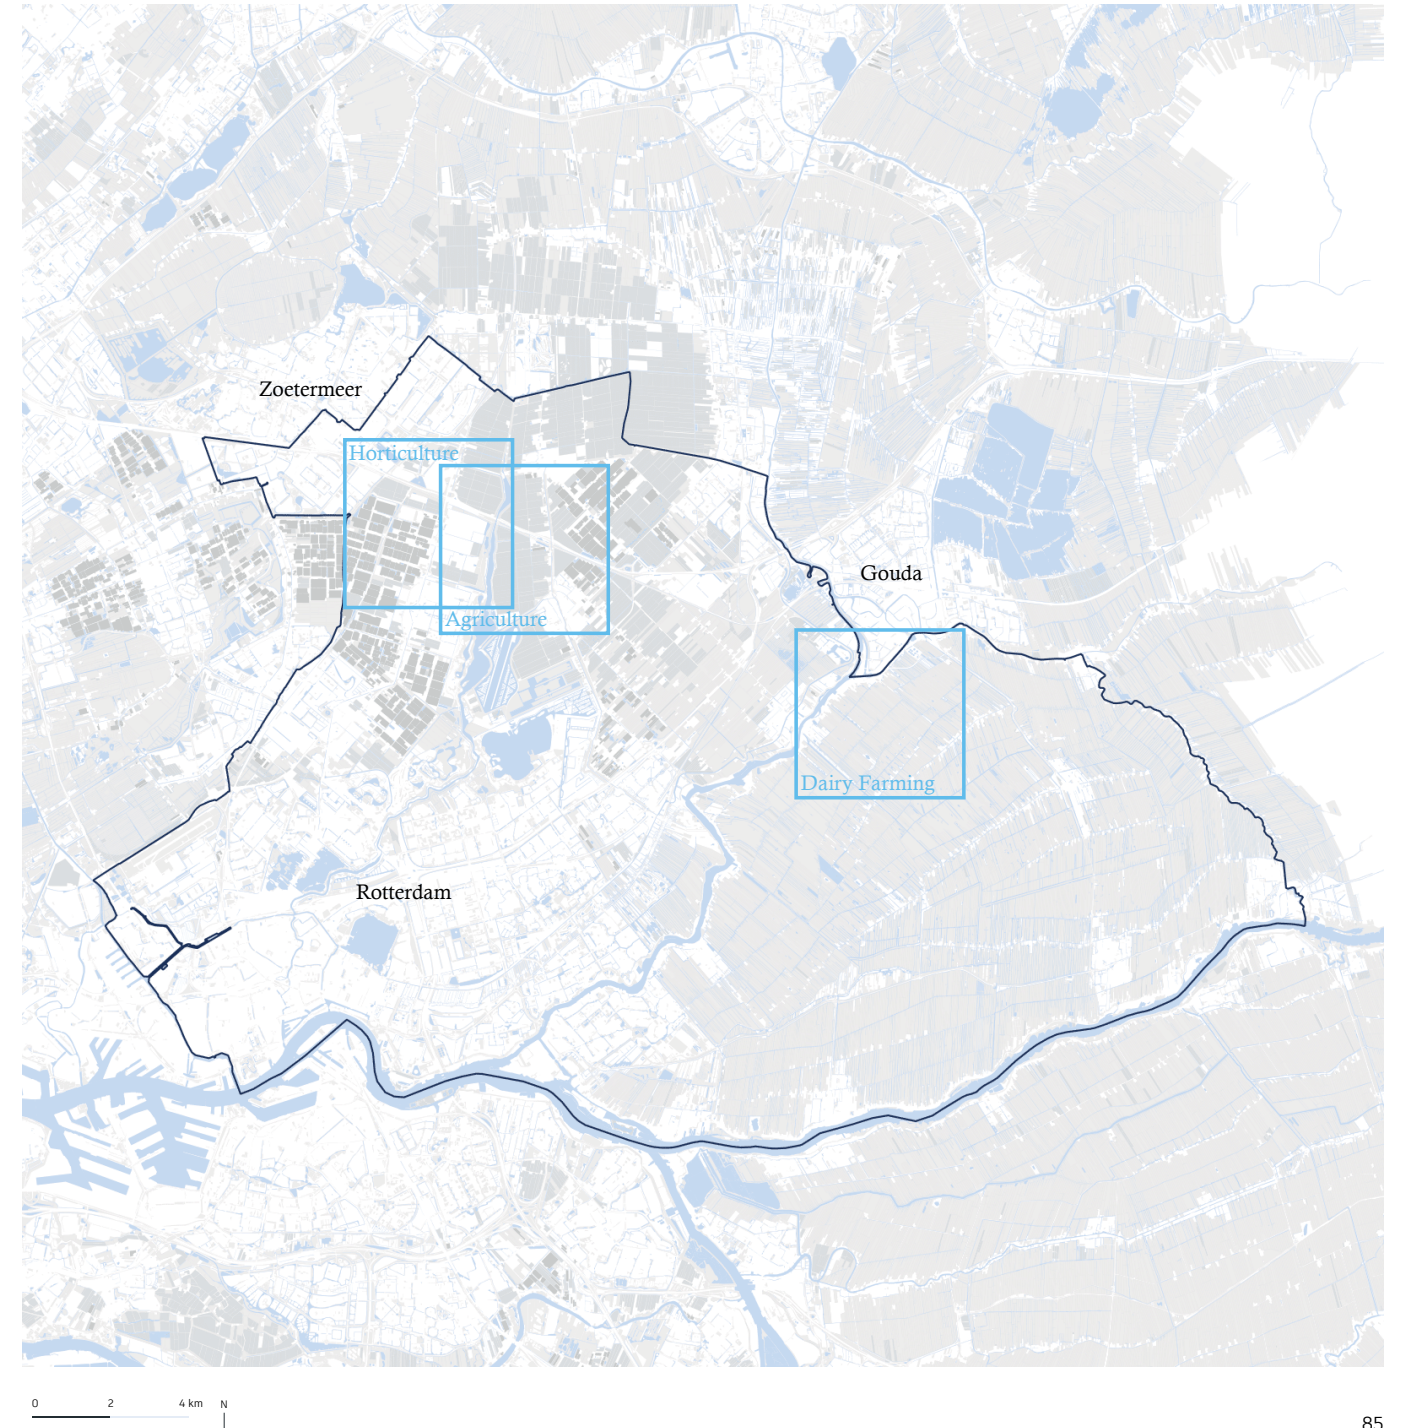 Zoetermeer
Horticulture
Gouda
Agriculture
Dairy Farming
Rotterdam
0 2 4 km N
85